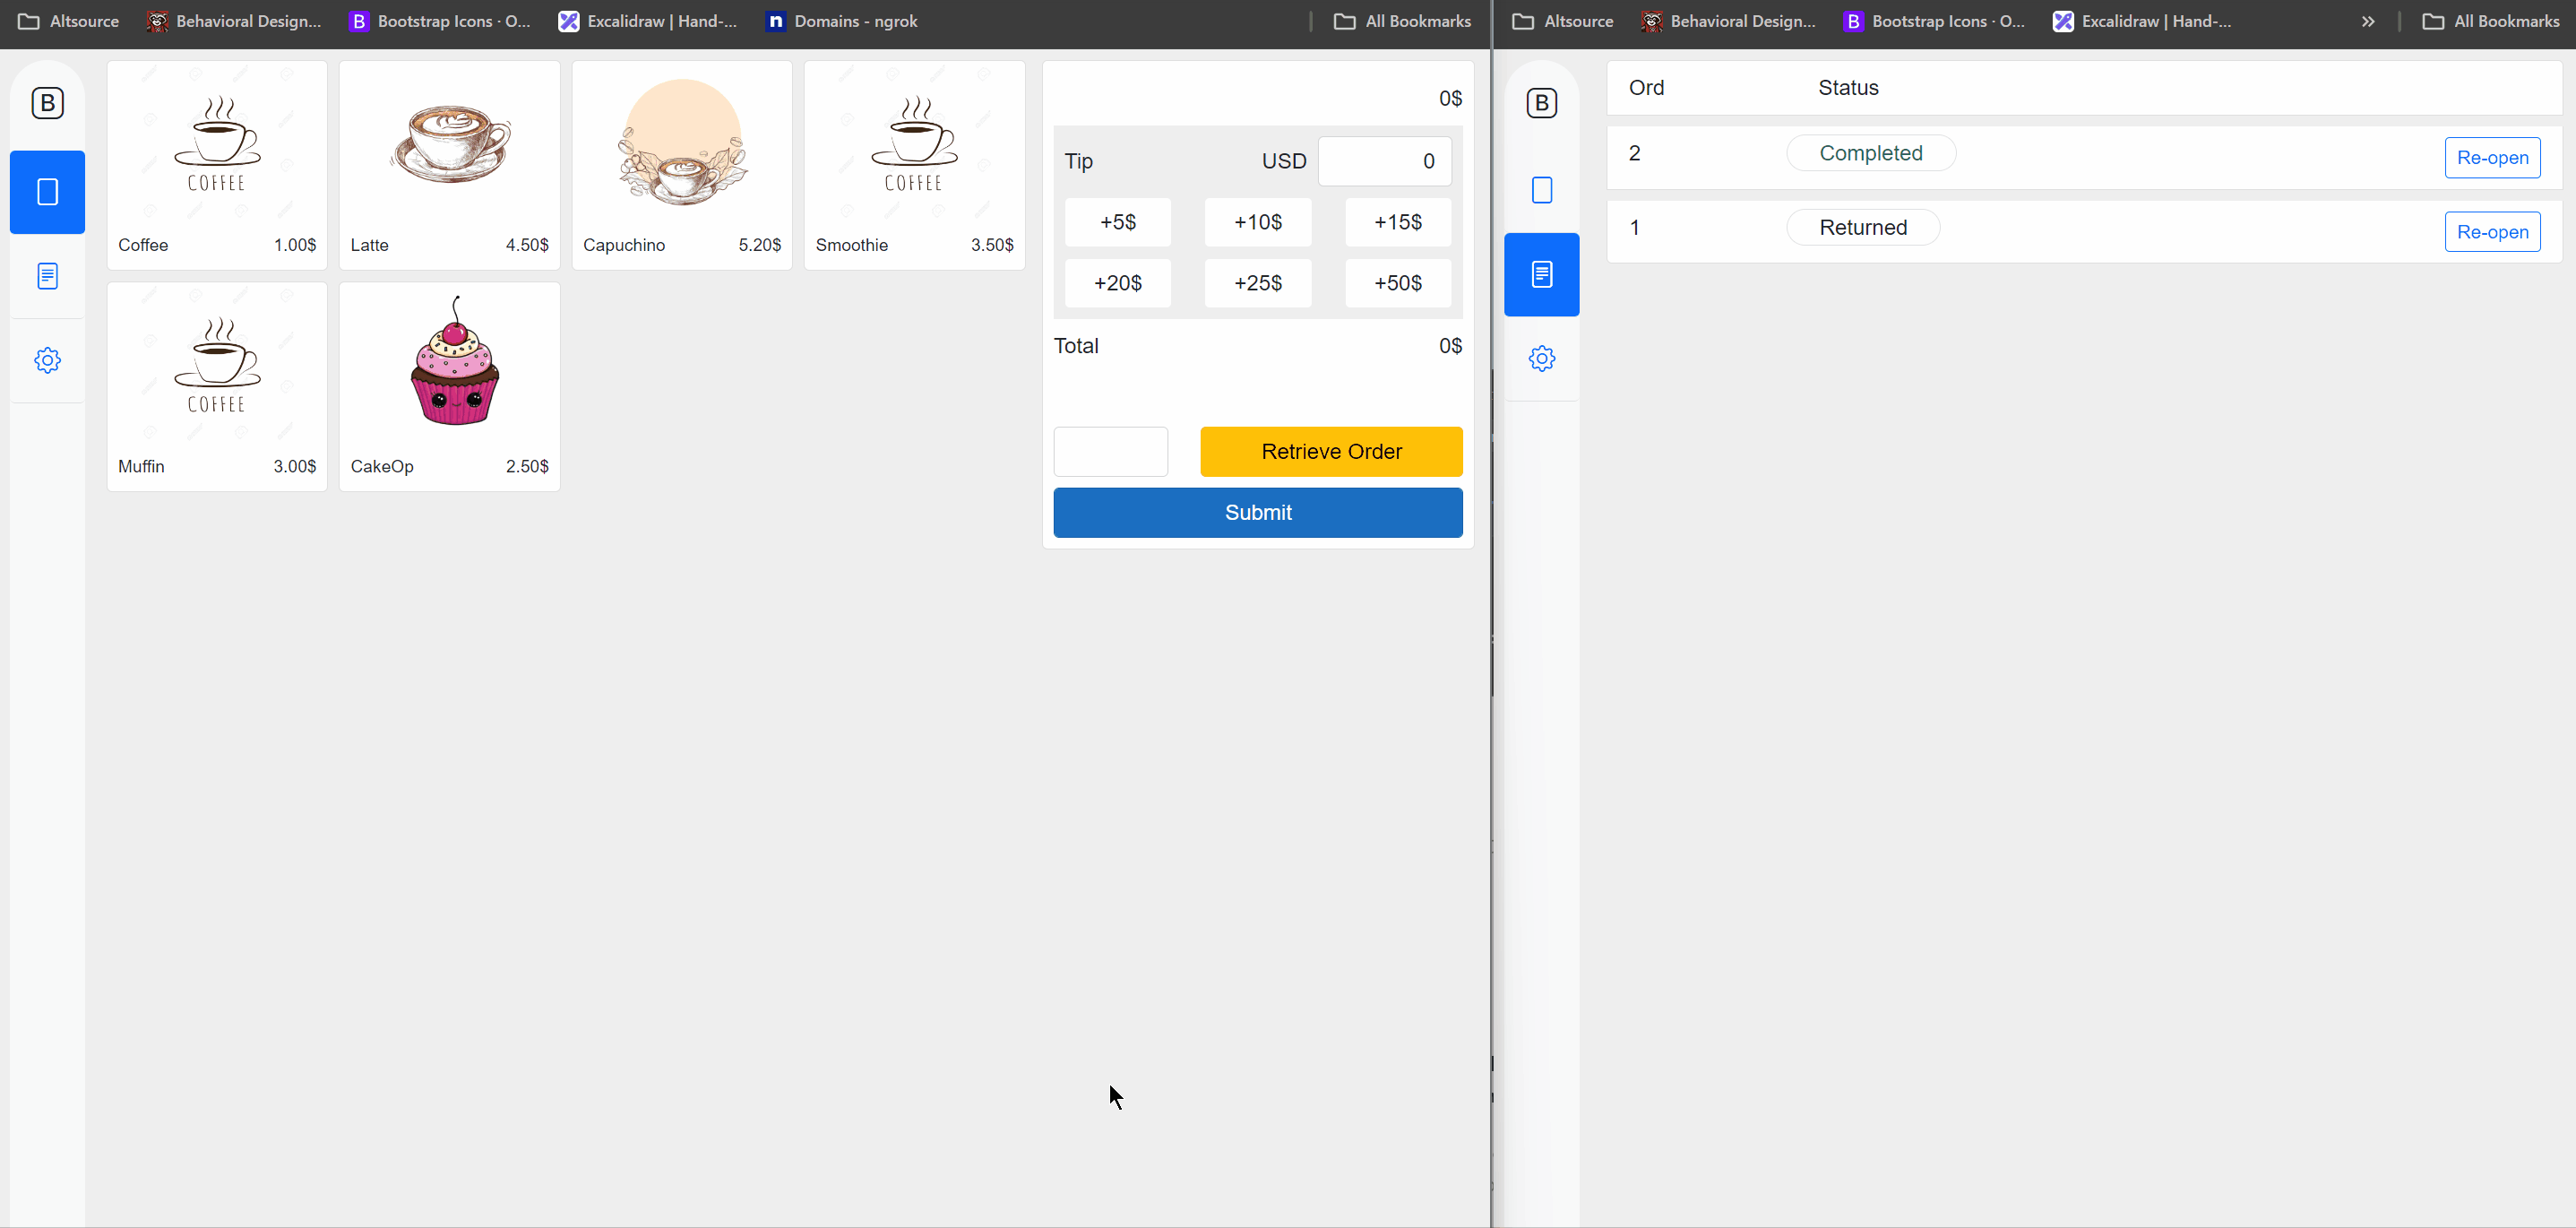 Altsource Behavioral Design... B Bootstrap Icons · O... Excalidraw | Hand-... n Domains - ngrok All Bookmarks
B
COFFEE
Coffee 1.00$
Latte 4.50$
Capuchino 5.20$
COFFEE
Smoothie 3.50$
COFFEE
Muffin 3.00$
CakeOp 2.50$
0$
Tip USD 0
+5$ +10$ +15$
+20$ +25$ +50$
Total 0$
Retrieve Order
Submit
Altsource Behavioral Design... B Bootstrap Icons · O... Excalidraw | Hand-... » All Bookmarks
B
Ord Status
2 Completed Re-open
1 Returned Re-open